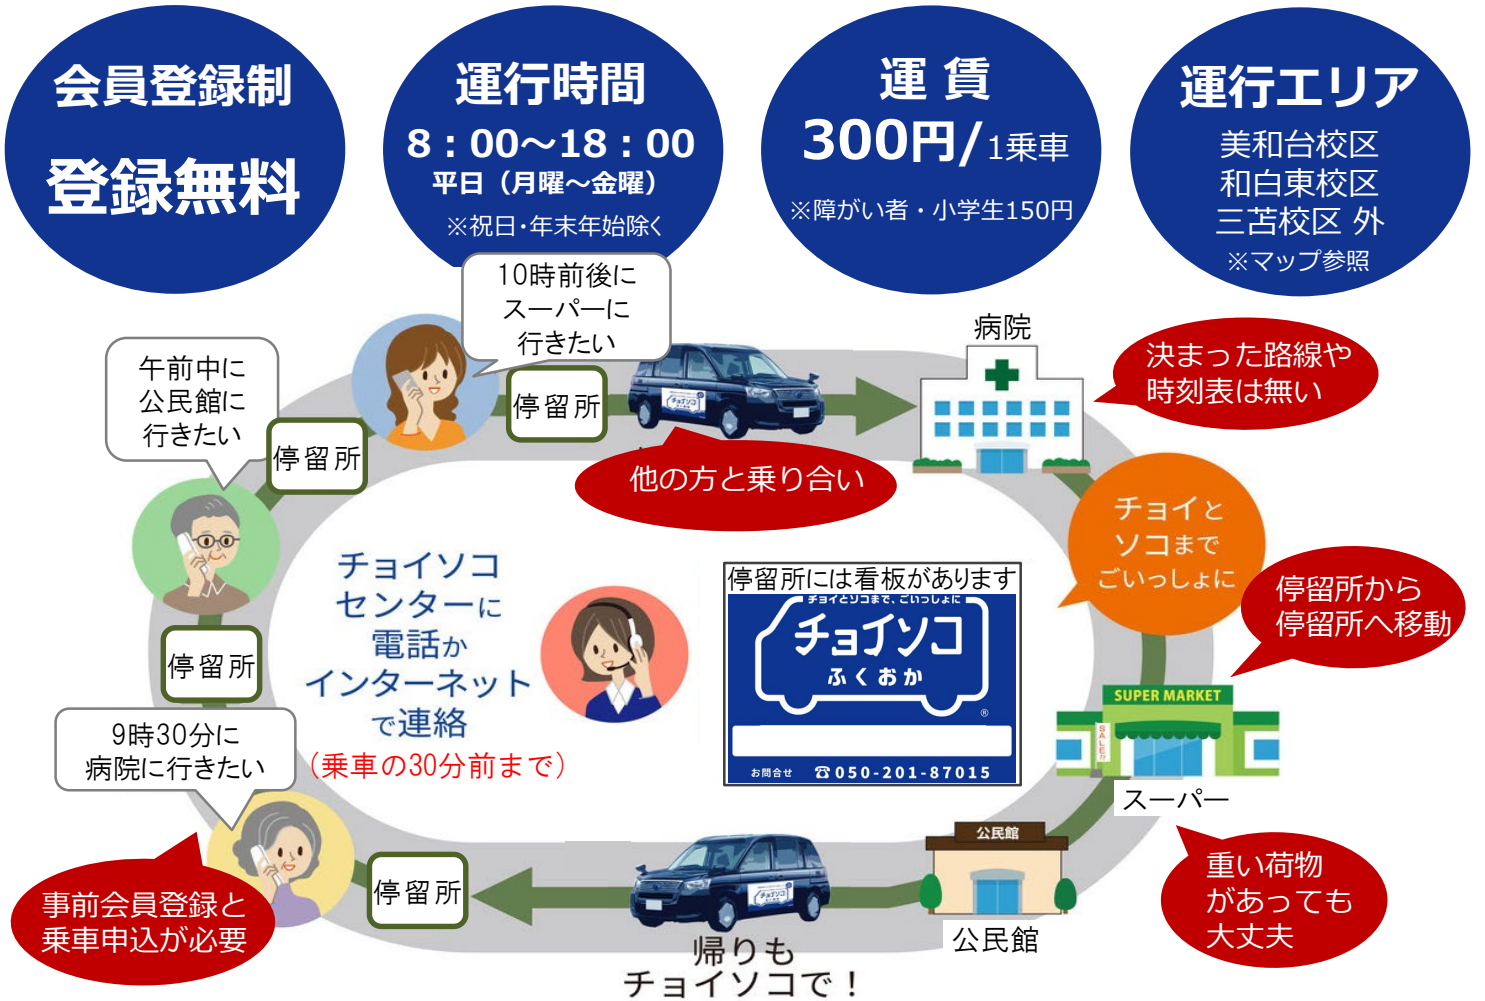 会員登録制
登録無料
運行時間
8：00～18：00
平日（月曜～金曜）
※祝日・年末年始除く
運 賃
300円/1乗車
※障がい者・小学生150円
運行エリア
美和台校区
和白東校区
三苫校区 外
※マップ参照
10時前後に
スーパーに
行きたい
午前中に
公民館に
行きたい
停留所
停留所
チョイソコ
病院
決まった路線や
時刻表は無い
他の方と乗り合い
チョイと
ソコまで
ごいっしょに
停留所から
停留所へ移動
チョイソコ
センターに
電話か
インターネット
で連絡
（乗車の30分前まで）
停留所には看板があります
チョイとソコまで、ごいっしょに
チョイソコ
ふくおか
®
お問合せ ☎050-201-87015
停留所
9時30分に
病院に行きたい
SUPER MARKET
SALE!!
スーパー
重い荷物
があっても
大丈夫
事前会員登録と
乗車申込が必要
停留所
チョイソコ
公民館
公民館
帰りも
チョイソコで！